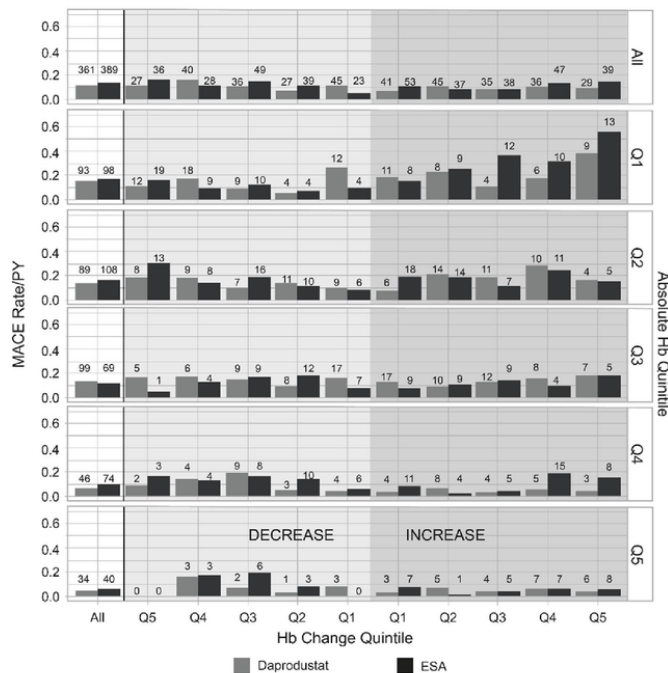 0.6
0.4
0.2
0.0
361 389 27 36 40 28 36 49 27 39 45 23 41 53 45 37 35 38 36 47 29 39
All
0.6
0.4
0.2
0.0
93 98 12 19 18 9 9 10 4 4 12 4 11 8 8 9 4 12 6 10 9 13
Q1
0.6
0.4
0.2
0.0
89 108 8 13 9 8 10 16 11 10 9 6 6 18 14 14 11 7 10 11 4 5
Q2
0.6
0.4
0.2
0.0
99 69 5 1 6 4 9 9 8 12 17 7 17 7 9 10 12 9 8 4 7 5
Q3
0.6
0.4
0.2
0.0
46 74 2 3 4 4 9 8 3 10 4 6 4 11 8 2 4 5 5 15 3 8
Q4
0.6
0.4
0.2
0.0
DECREASE INCREASE
34 40 0 0 3 3 2 6 1 3 3 0 3 7 5 1 4 5 7 7 6 8
Q5
MACE Rate/PY
Absolute Hb Qunitile
All Q5 Q4 Q3 Q2 Q1 Q1 Q2 Q3 Q4 Q5
Hb Change Quintile
Daprodustat ESA